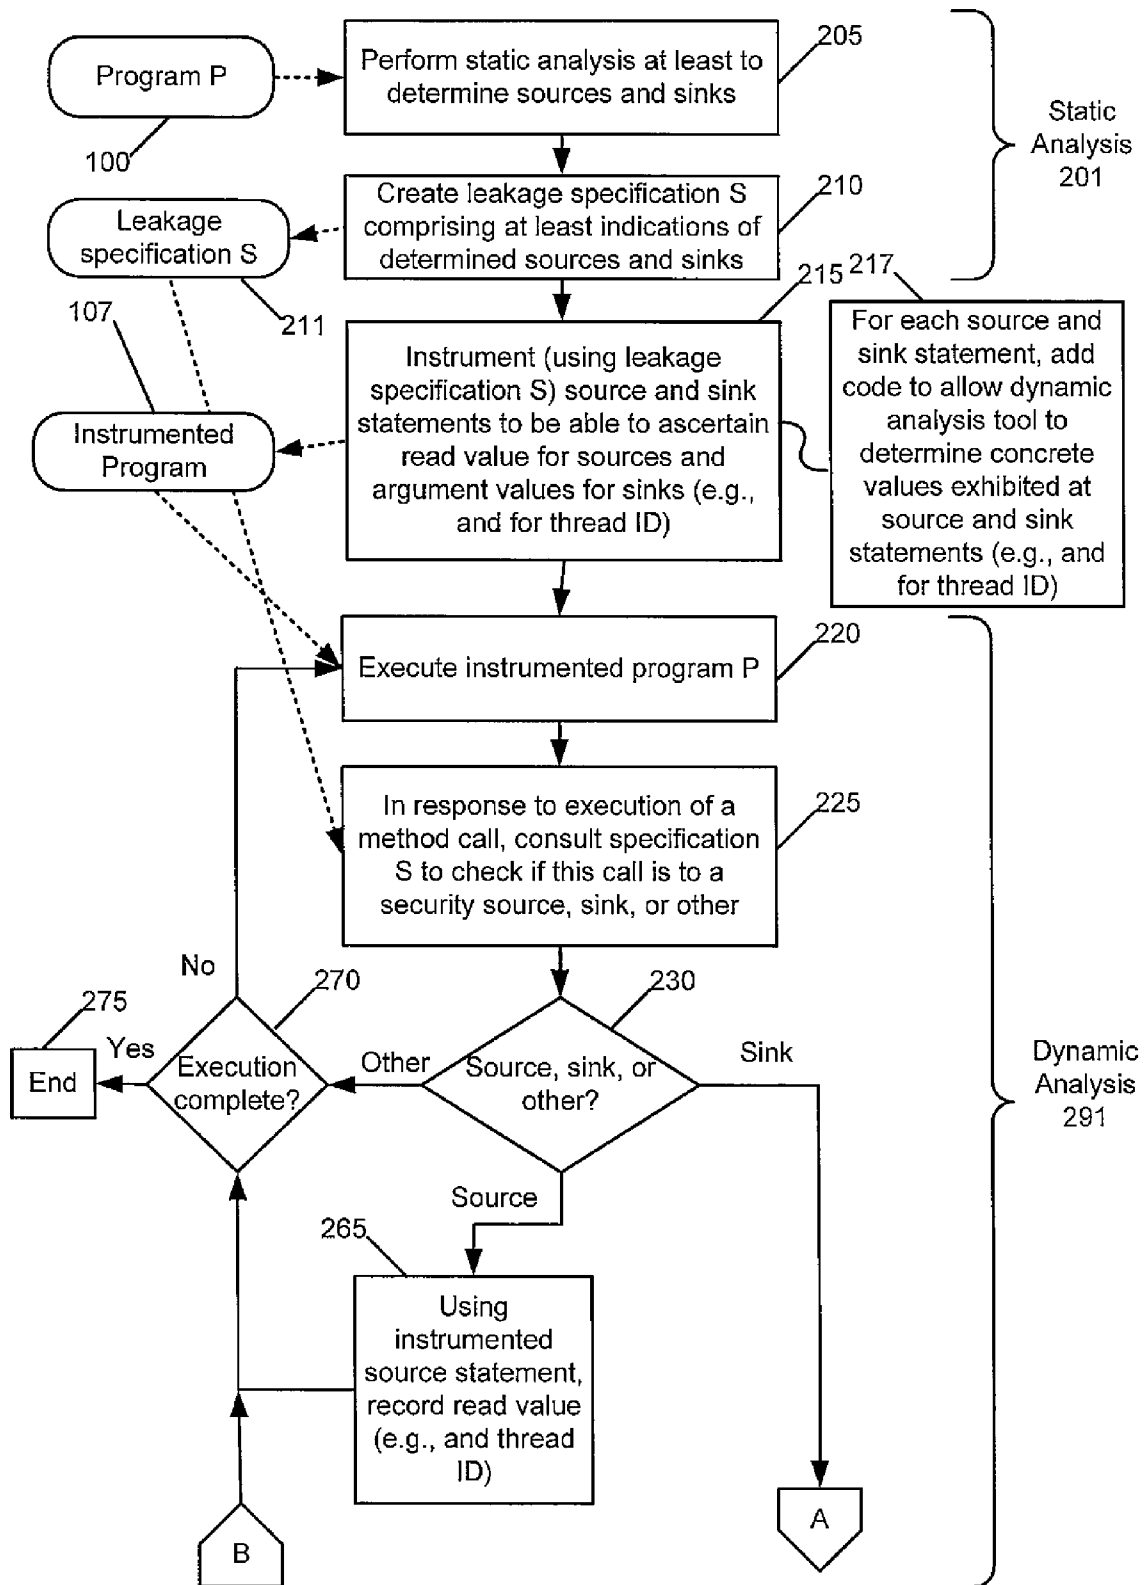 Program P
100
Perform static analysis at least to
determine sources and sinks
205
Static
Analysis
201
Leakage
specification S
211
Create leakage specification S
comprising at least indications of
determined sources and sinks
210
107
Instrumented
Program
215
Instrument (using leakage
specification S) source and sink
statements to be able to ascertain
read value for sources and
argument values for sinks (e.g.,
and for thread ID)
217
For each source and
sink statement, add
code to allow dynamic
analysis tool to
determine concrete
values exhibited at
source and sink
statements (e.g., and
for thread ID)
Execute instrumented program P
220
In response to execution of a
method call, consult specification
S to check if this call is to a
security source, sink, or other
225
No
270
230
275
Yes
End
Execution
complete?
Other
Source, sink, or
other?
Sink
Dynamic
Analysis
291
Source
265
Using
instrumented
source statement,
record read value
(e.g., and thread
ID)
B
A